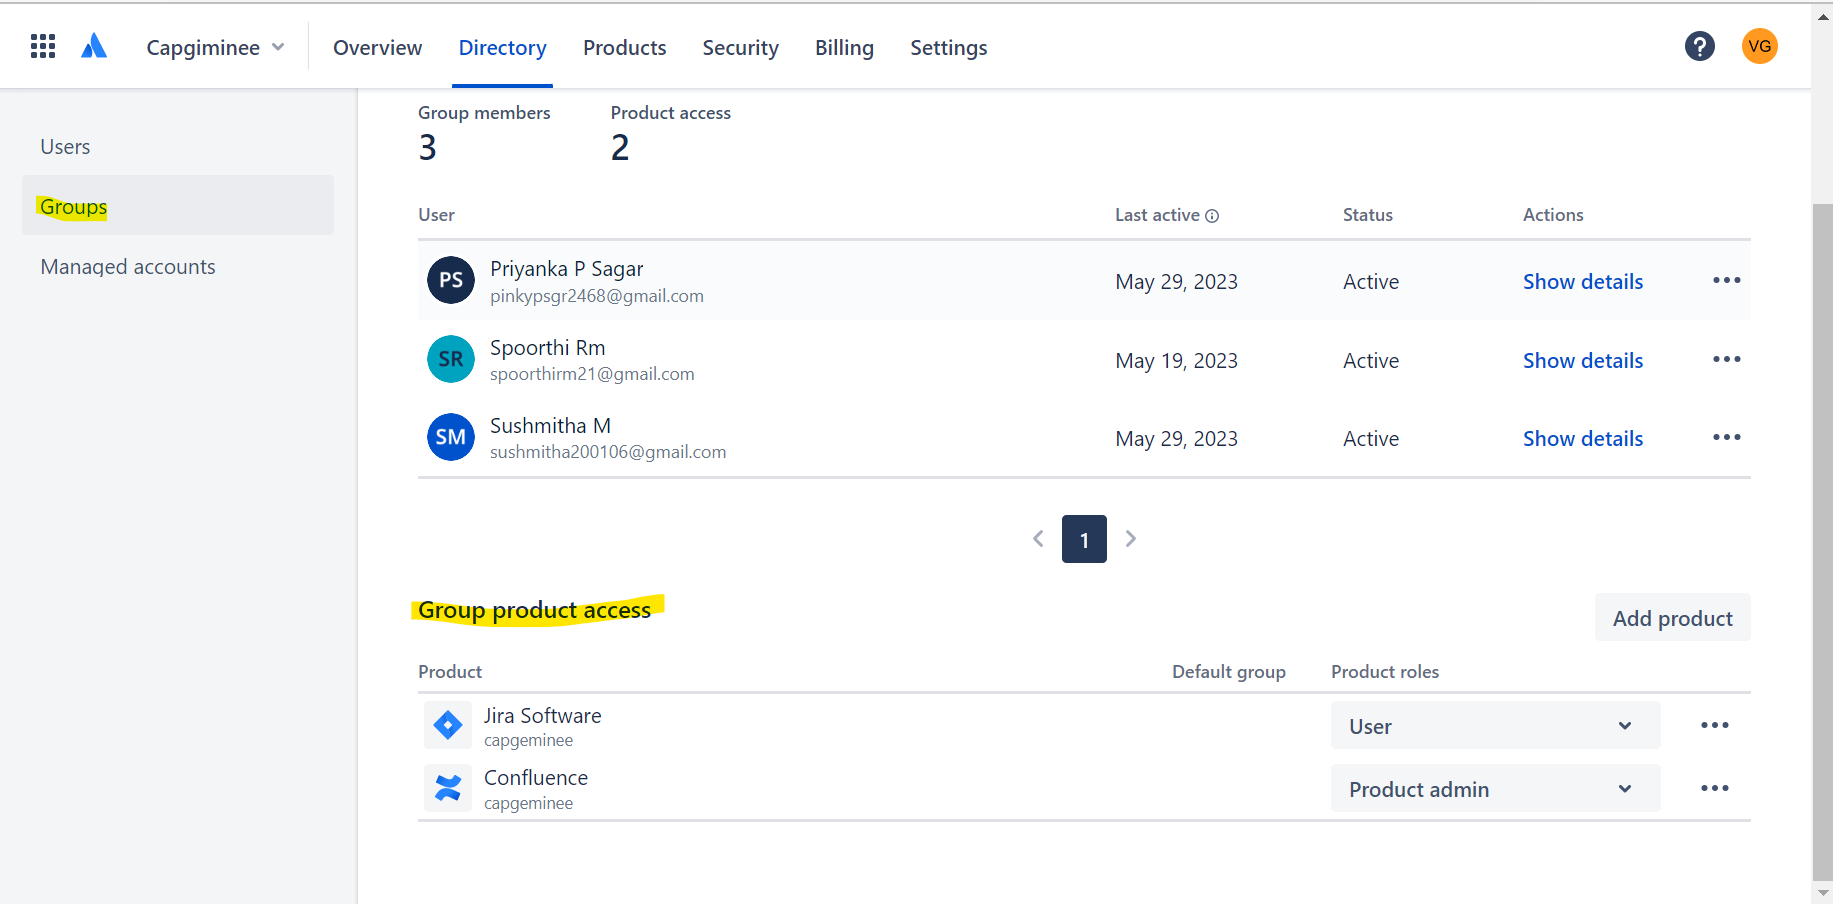 Capgiminee Overview Directory Products Security Billing Settings ? VG
Users
Groups
Managed accounts
Group members Product access
3 2
User Last active Status Actions
PS Priyanka P Sagar May 29, 2023 Active Show details
pinkypsgr2468@gmail.com
SR Spoorthi Rm May 19, 2023 Active Show details
spoorthirm21@gmail.com
SM Sushmitha M May 29, 2023 Active Show details
sushmitha200106@gmail.com
1
Group product access Add product
Product Default group Product roles
Jira Software User
capgeminee
Confluence Product admin
capgeminee